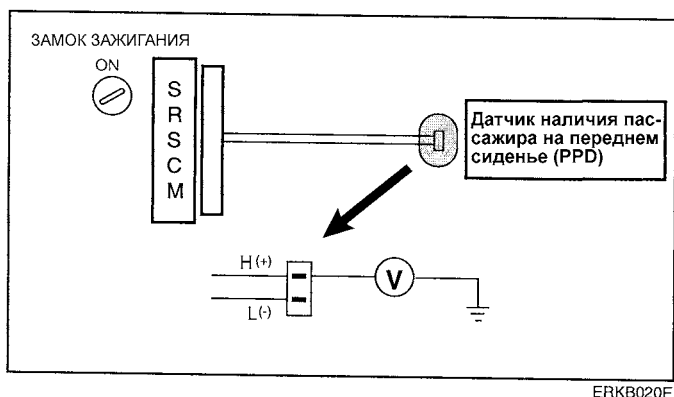 ЗАМОК ЗАЖИГАНИЯ
ON
S
R
S
C
M
Датчик наличия пас-
сажира на переднем
сиденье (PPD)
H (+)
V
L(-)
ERKB020E